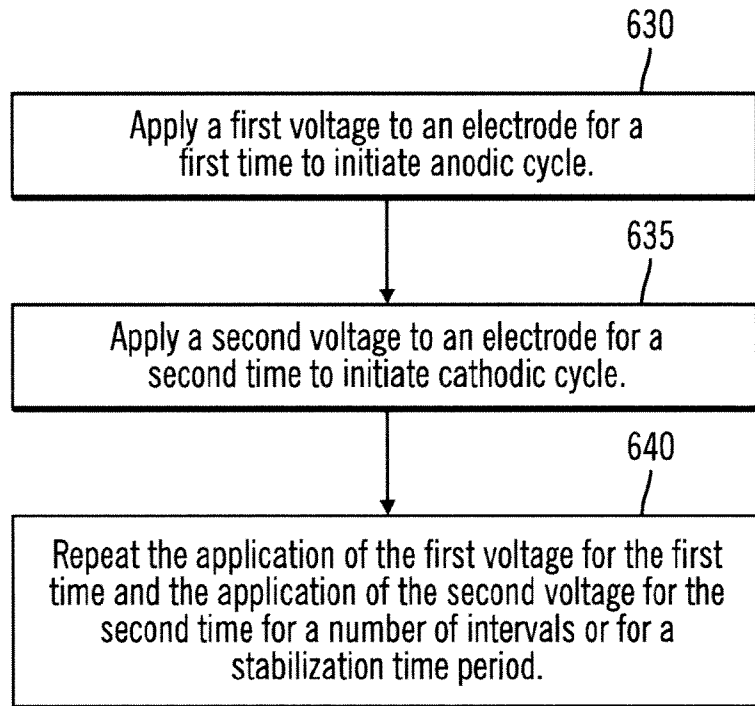 630
Apply a first voltage to an electrode for a
first time to initiate anodic cycle.
635
Apply a second voltage to an electrode for a
second time to initiate cathodic cycle.
640
Repeat the application of the first voltage for the first
time and the application of the second voltage for the
second time for a number of intervals or for a
stabilization time period.